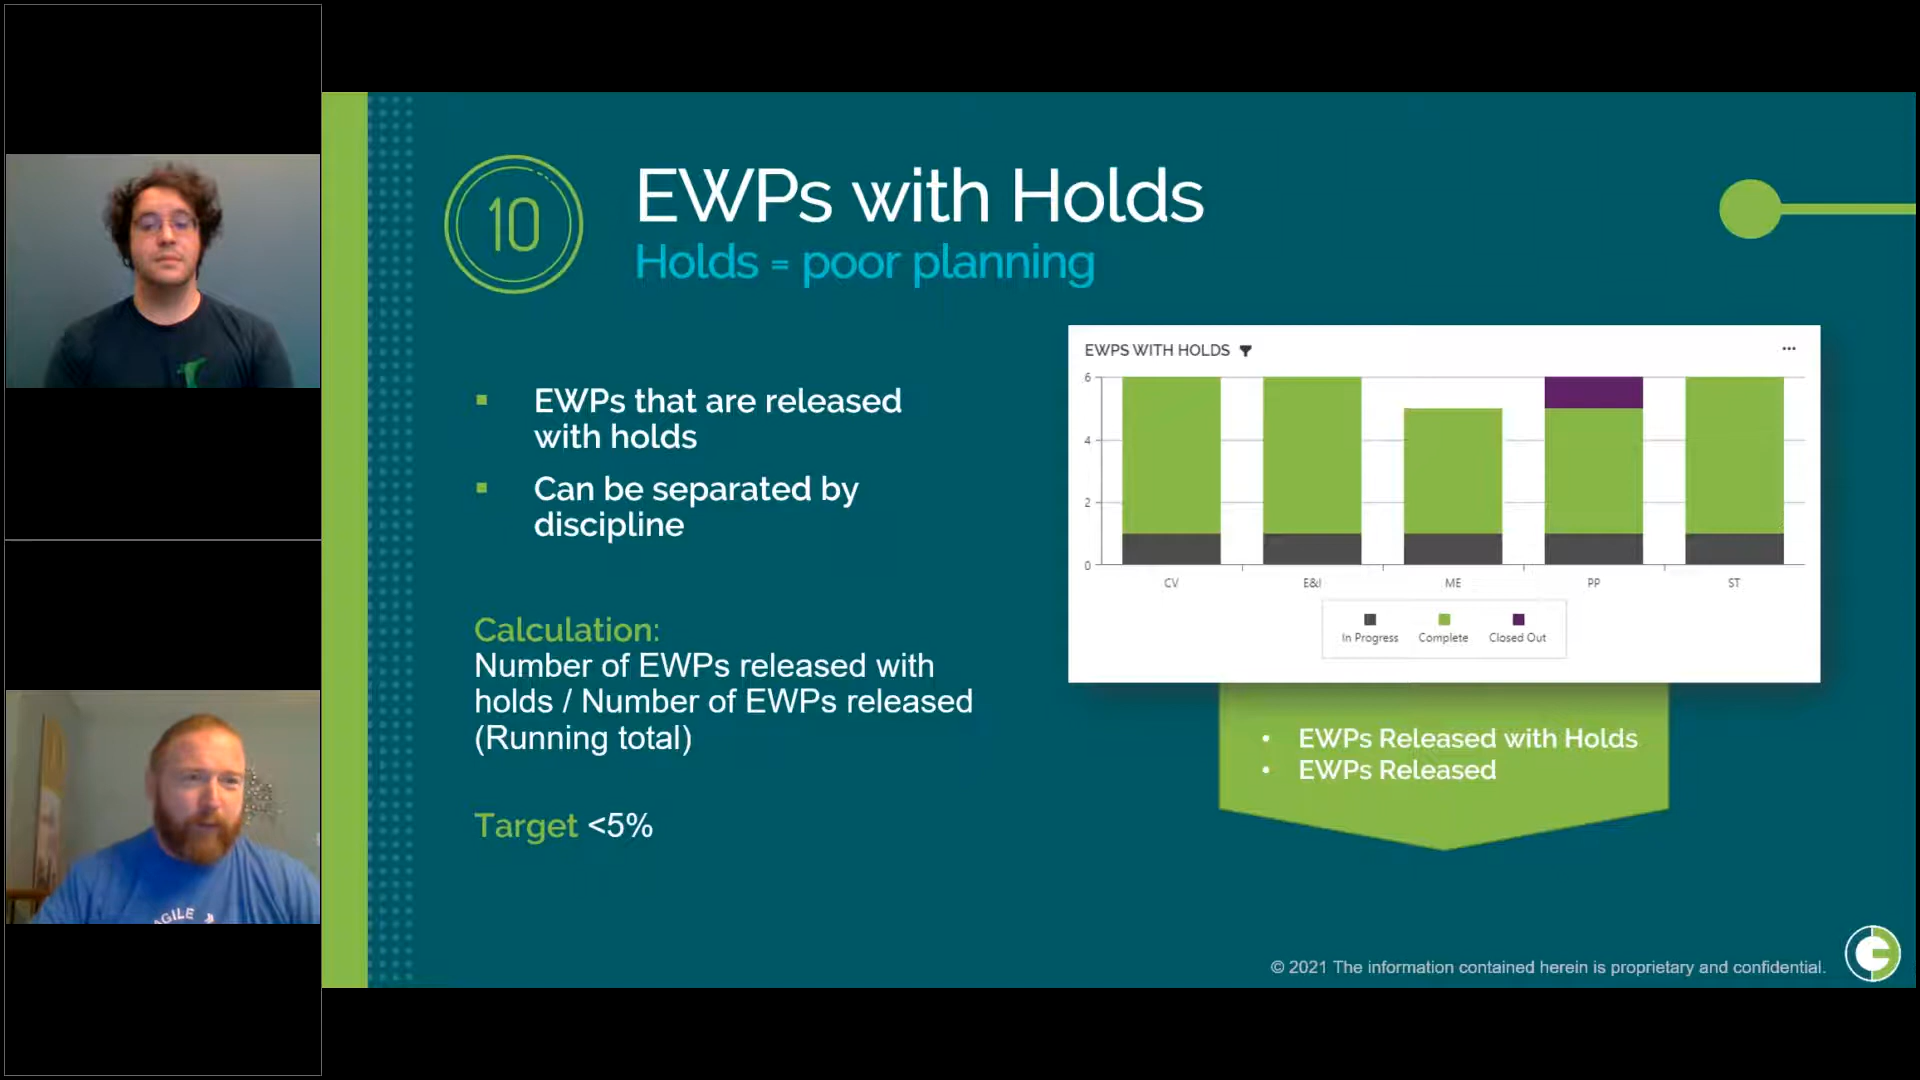 10
EWPs with Holds
Holds = poor planning
▪ EWPs that are released
with holds
▪ Can be separated by
discipline
Calculation:
Number of EWPs released with
holds / Number of EWPs released
(Running total)
Target <5%
EWPS WITH HOLDS
6
4
2
0
CV E&I ME PP ST
In Progress Complete Closed Out
• EWPs Released with Holds
• EWPs Released
© 2021 The information contained herein is proprietary and confidential.
AGILE